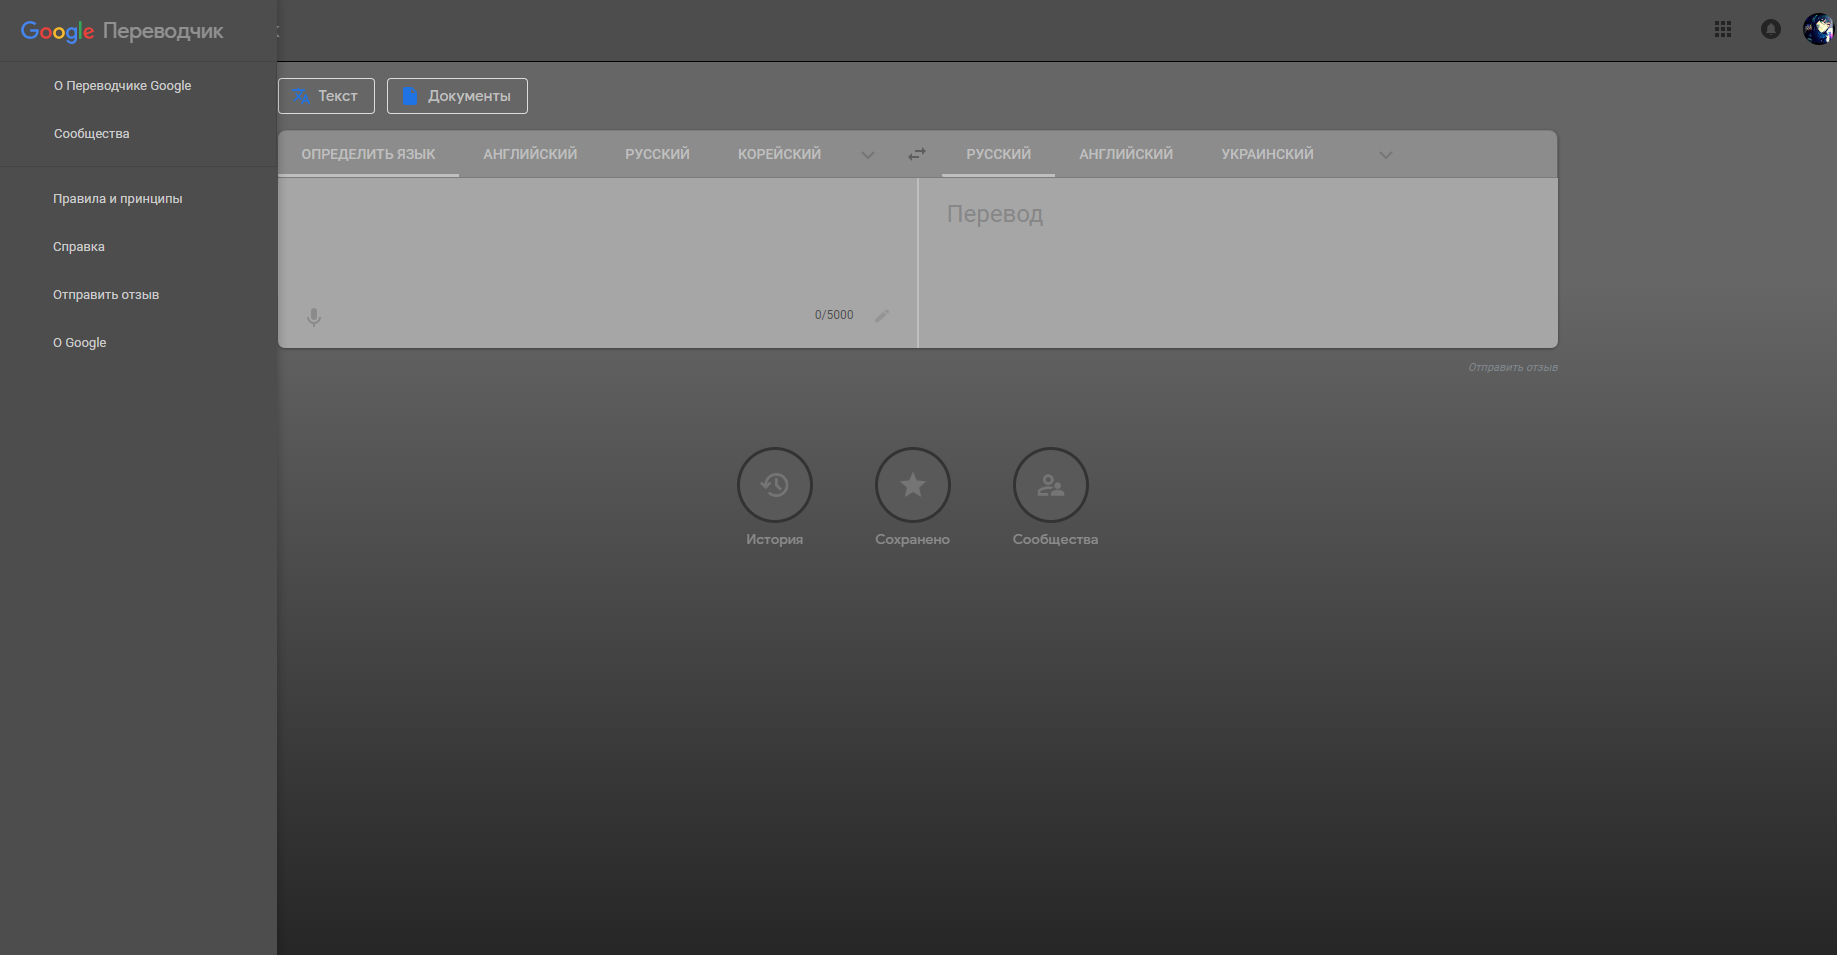 Google Переводчик
О Переводчике Google
Сообщества
Правила и принципы
Справка
Отправить отзыв
О Google
Текст
Документы
ОПРЕДЕЛИТЬ ЯЗЫК АНГЛИЙСКИЙ РУССКИЙ КОРЕЙСКИЙ РУССКИЙ АНГЛИЙСКИЙ УКРАИНСКИЙ
Перевод
0/5000
Отправить отзыв
История Сохранено Сообщества